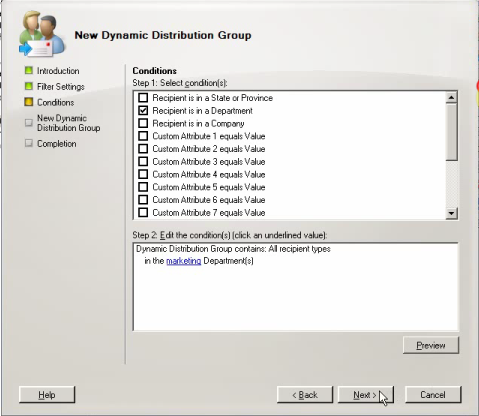 New Dynamic Distribution Group
Introduction
Filter Settings
Conditions
New Dynamic
Distribution Group
Completion
Conditions
Step 1: Select condition(s):
Recipient is in a State or Province
Recipient is in a Department
Recipient is in a Company
Custom Attribute 1 equals Value
Custom Attribute 2 equals Value
Custom Attribute 3 equals Value
Custom Attribute 4 equals Value
Custom Attribute 5 equals Value
Custom Attribute 6 equals Value
Custom Attribute 7 equals Value
Step 2: Edit the condition(s) (click an underlined value):
Dynamic Distribution Group contains: All recipient types
in the marketing Department(s)
Preview
Help
< Back
Next >
Cancel